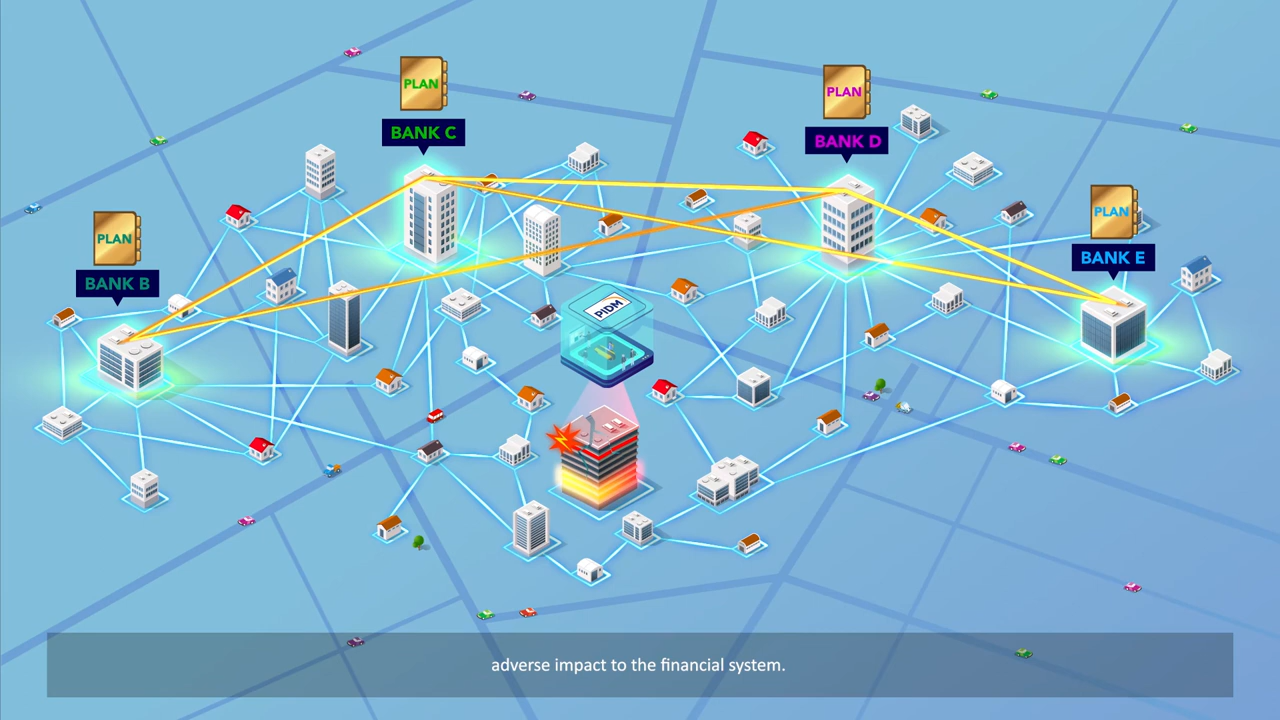 PLAN
BANK C
PLAN
BANK D
PLAN
BANK E
PLAN
BANK B
PIDM
adverse impact to the financial system.